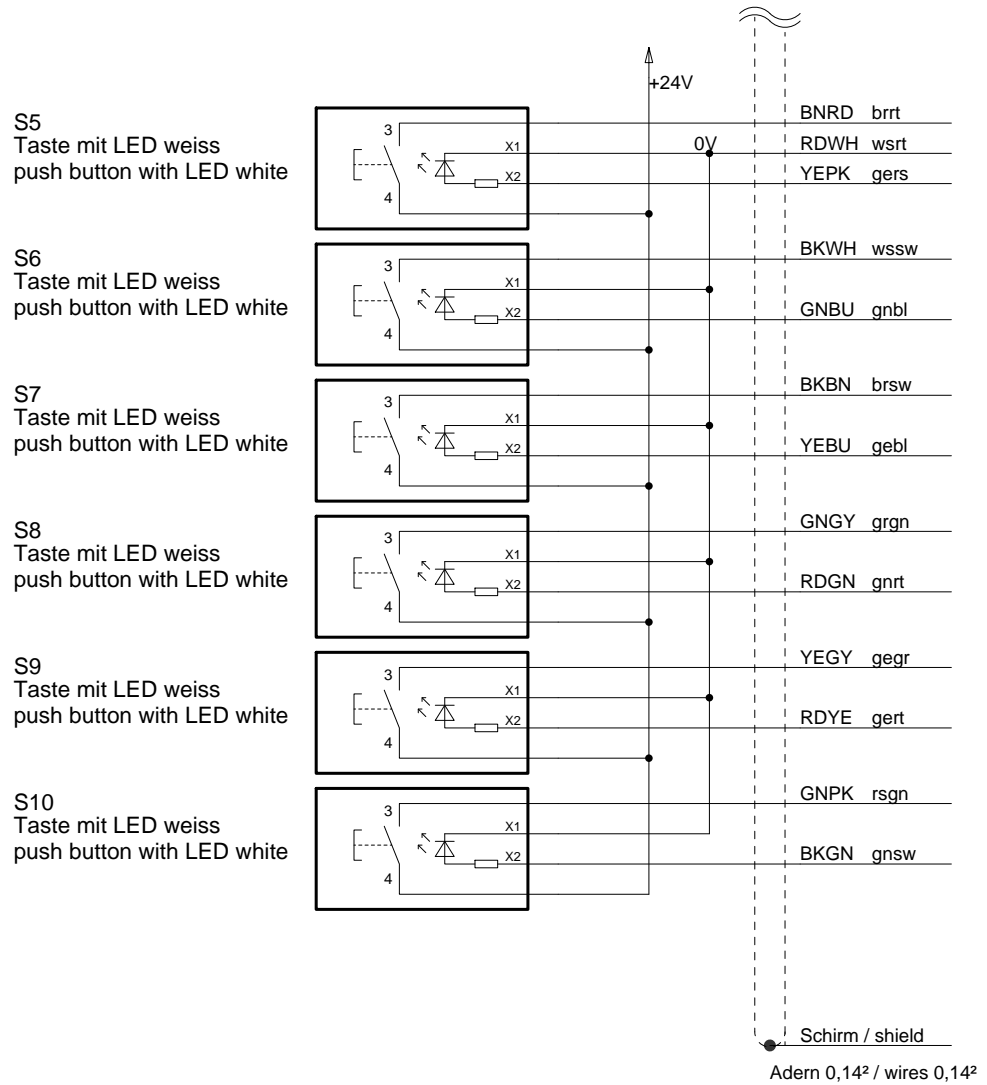 +24V
S5
Taste mit LED weiss
push button with LED white
3
4
X1
X2
0V
BNRD brrt
RDWH wsrt
YEPK gers
S6
Taste mit LED weiss
push button with LED white
3
4
X1
X2
BKWH wssw
GNBU gnbl
S7
Taste mit LED weiss
push button with LED white
3
4
X1
X2
BKBN brsw
YEBU gebl
S8
Taste mit LED weiss
push button with LED white
3
4
X1
X2
GNGY grgn
RDGN gnrt
S9
Taste mit LED weiss
push button with LED white
3
4
X1
X2
YEGY gegr
RDYE gert
S10
Taste mit LED weiss
push button with LED white
3
4
X1
X2
GNPK rsgn
BKGN gnsw
Schirm / shield
Adern 0,14² / wires 0,14²